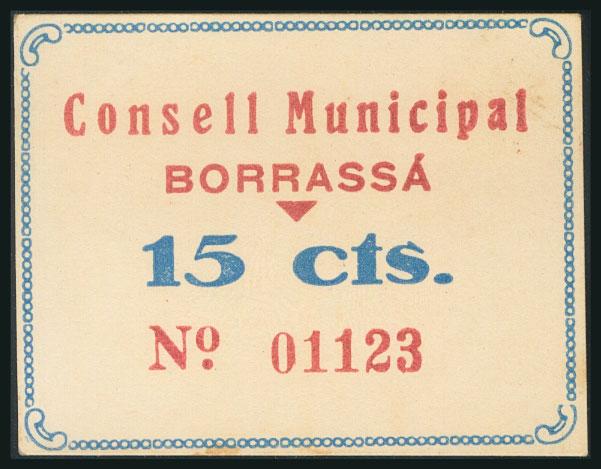 Consell Municipal
BORRASSÁ
15 cts.
Nº 01123